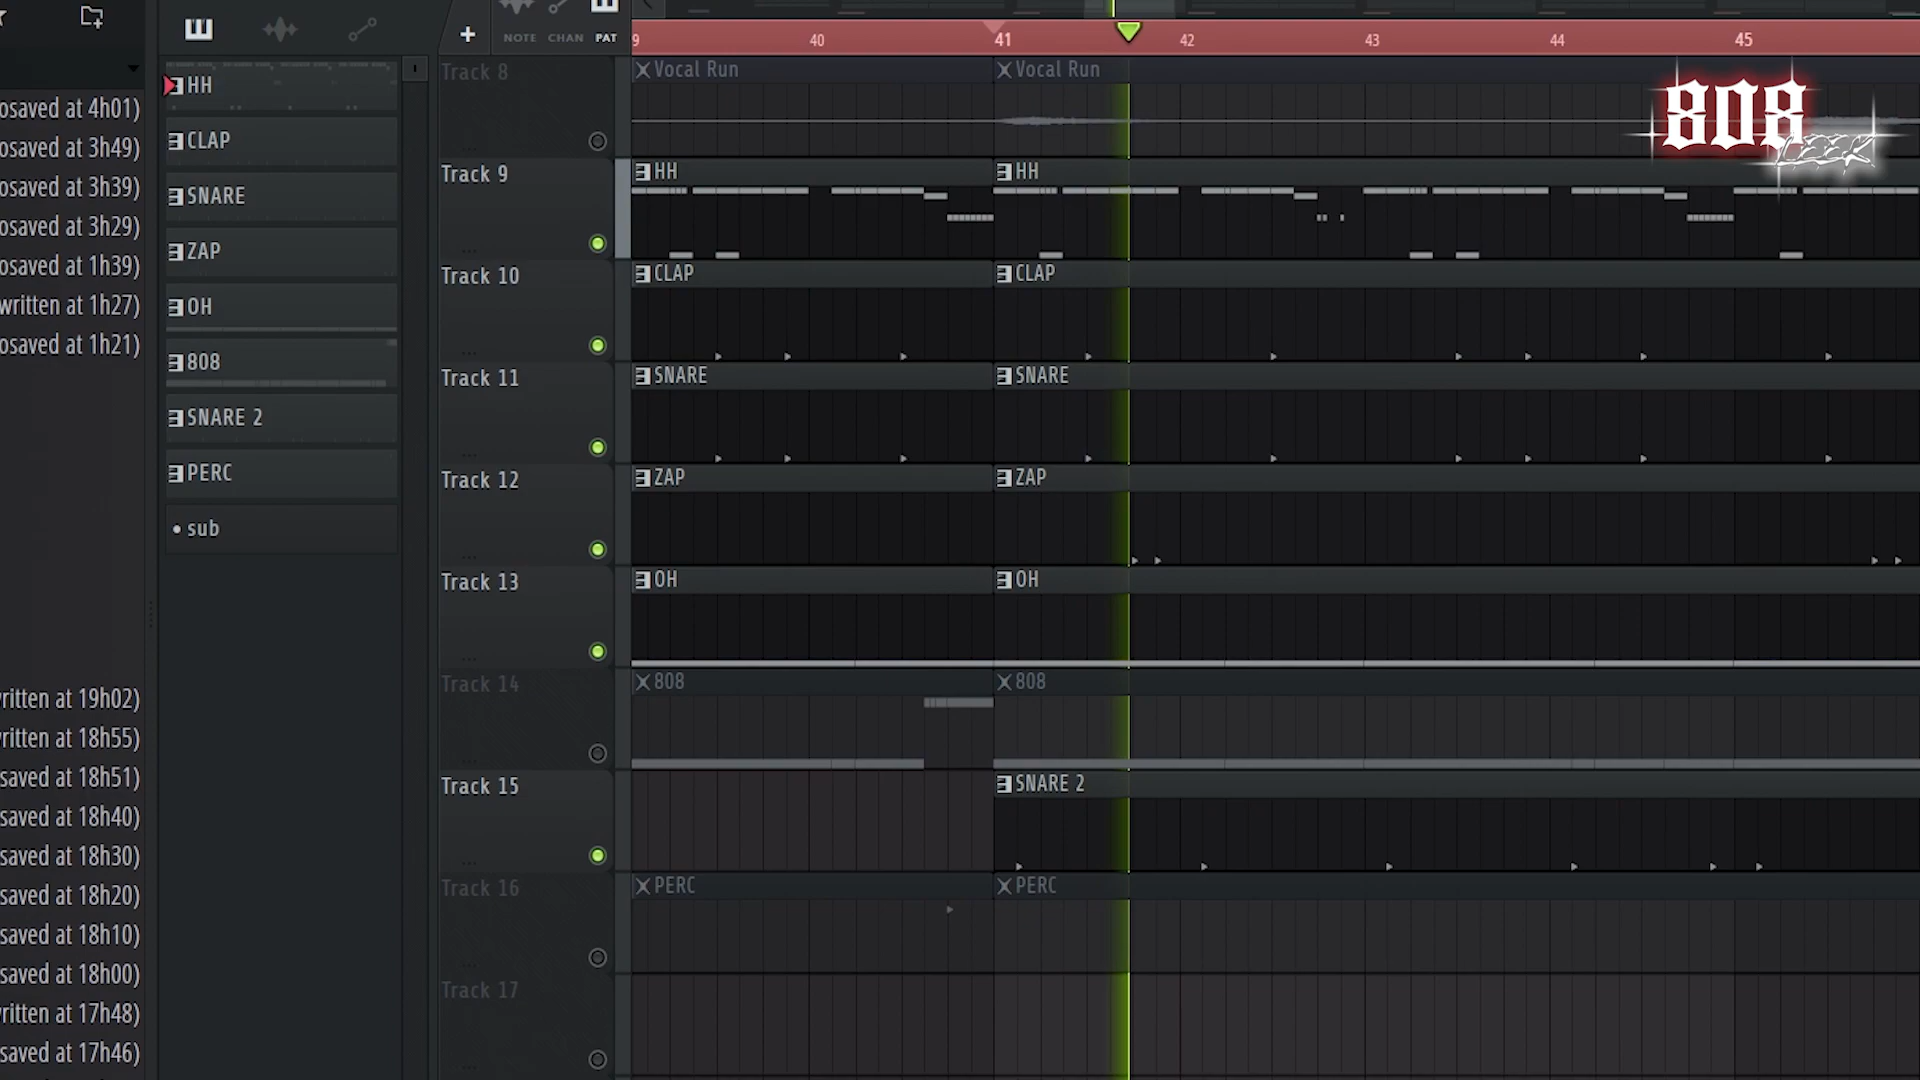 osaved at 4h01)
osaved at 3h49)
osaved at 3h39)
osaved at 3h29)
osaved at 1h39)
written at 1h27)
osaved at 1h21)
ritten at 19h02)
ritten at 18h55)
saved at 18h51)
saved at 18h40)
saved at 18h30)
saved at 18h20)
saved at 18h10)
saved at 18h00)
ritten at 17h48)
saved at 17h46)
HH
CLAP
SNARE
ZAP
OH
808
SNARE 2
PERC
sub
NOTE CHAN PAT
9 40 41 42 43 44 45
808
Track 8 Vocal Run Vocal Run
Track 9 HH HH
Track 10 CLAP CLAP
Track 11 SNARE SNARE
Track 12 ZAP ZAP
Track 13 OH OH
Track 14 808 808
Track 15 SNARE 2
Track 16 PERC PERC
Track 17